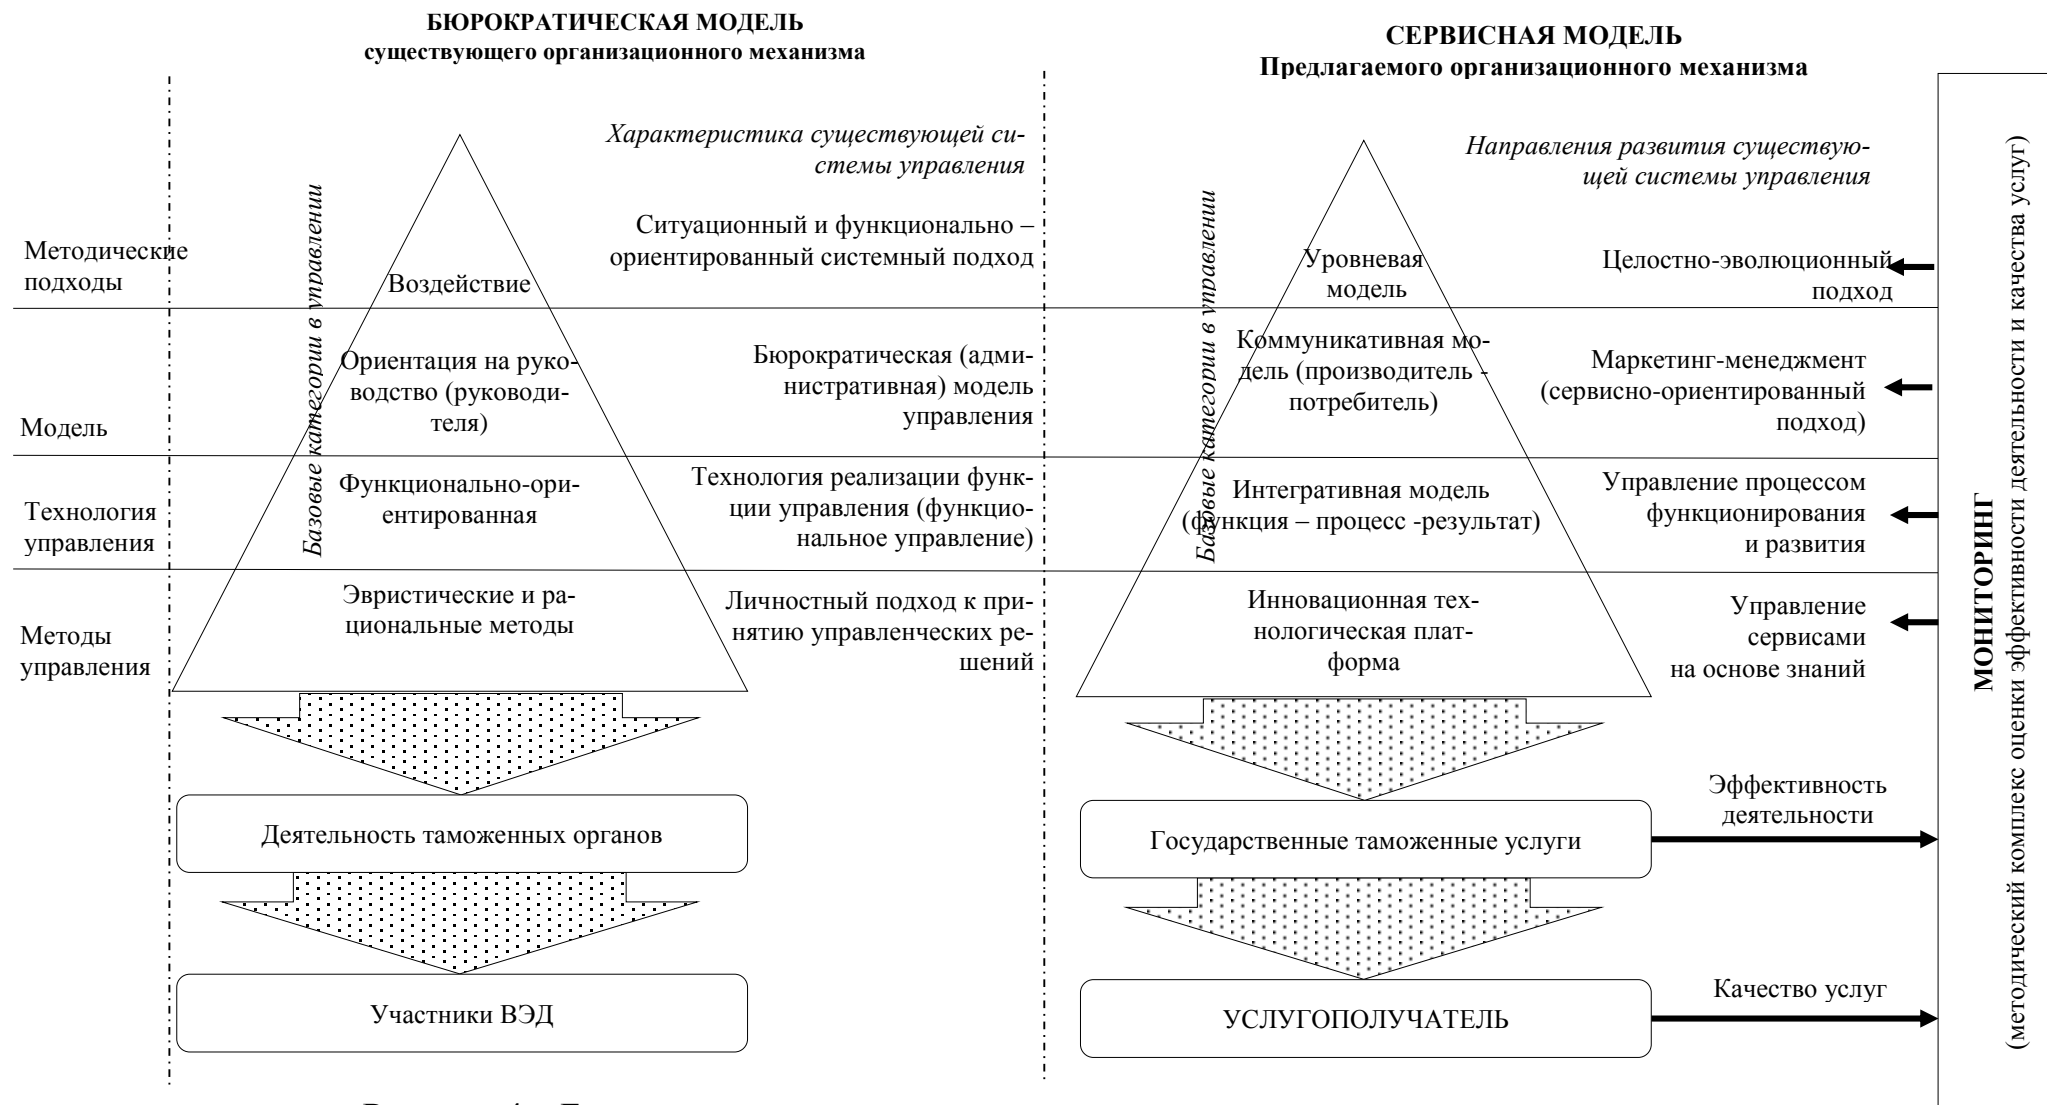 БЮРОКРАТИЧЕСКАЯ МОДЕЛЬ
существующего организационного механизма
СЕРВИСНАЯ МОДЕЛЬ
Предлагаемого организационного механизма
Характеристика существующей си-
стемы управления
Направления развития существую-
щей системы управления
Базовые категории в управлении
Базовые категории в управлении
Методические
подходы
Воздействие
Ситуационный и функционально –
ориентированный системный подход
Уровневая
модель
Целостно-эволюционный
подход
Модель
Ориентация на руко-
водство (руководи-
теля)
Бюрократическая (адми-
нистративная) модель
управления
Коммуникативная мо-
дель (производитель -
потребитель)
Маркетинг-менеджмент
(сервисно-ориентированный
подход)
Технология
управления
Функционально-ори-
ентированная
Технология реализации функ-
ции управления (функцио-
нальное управление)
Интегративная модель
(функция – процесс -результат)
Управление процессом
функционирования
и развития
Методы
управления
Эвристические и ра-
циональные методы
Личностный подход к при-
нятию управленческих ре-
шений
Инновационная тех-
нологическая плат-
форма
Управление
сервисами
на основе знаний
Деятельность таможенных органов
Государственные таможенные услуги
Эффективность
деятельности
Участники ВЭД
УСЛУГОПОЛУЧАТЕЛЬ
Качество услуг
МОНИТОРИНГ
(методический комплекс оценки эффективности деятельности и качества услуг)